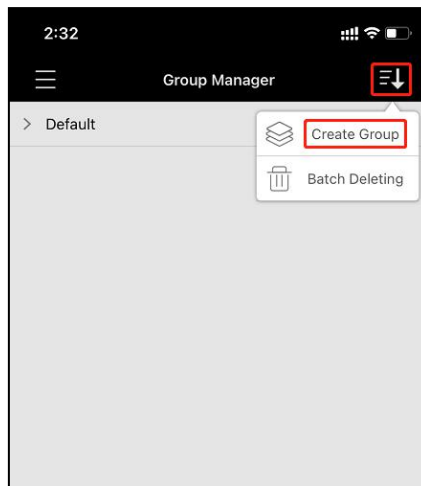 2:32
Group Manager
> Default
Create Group
Batch Deleting